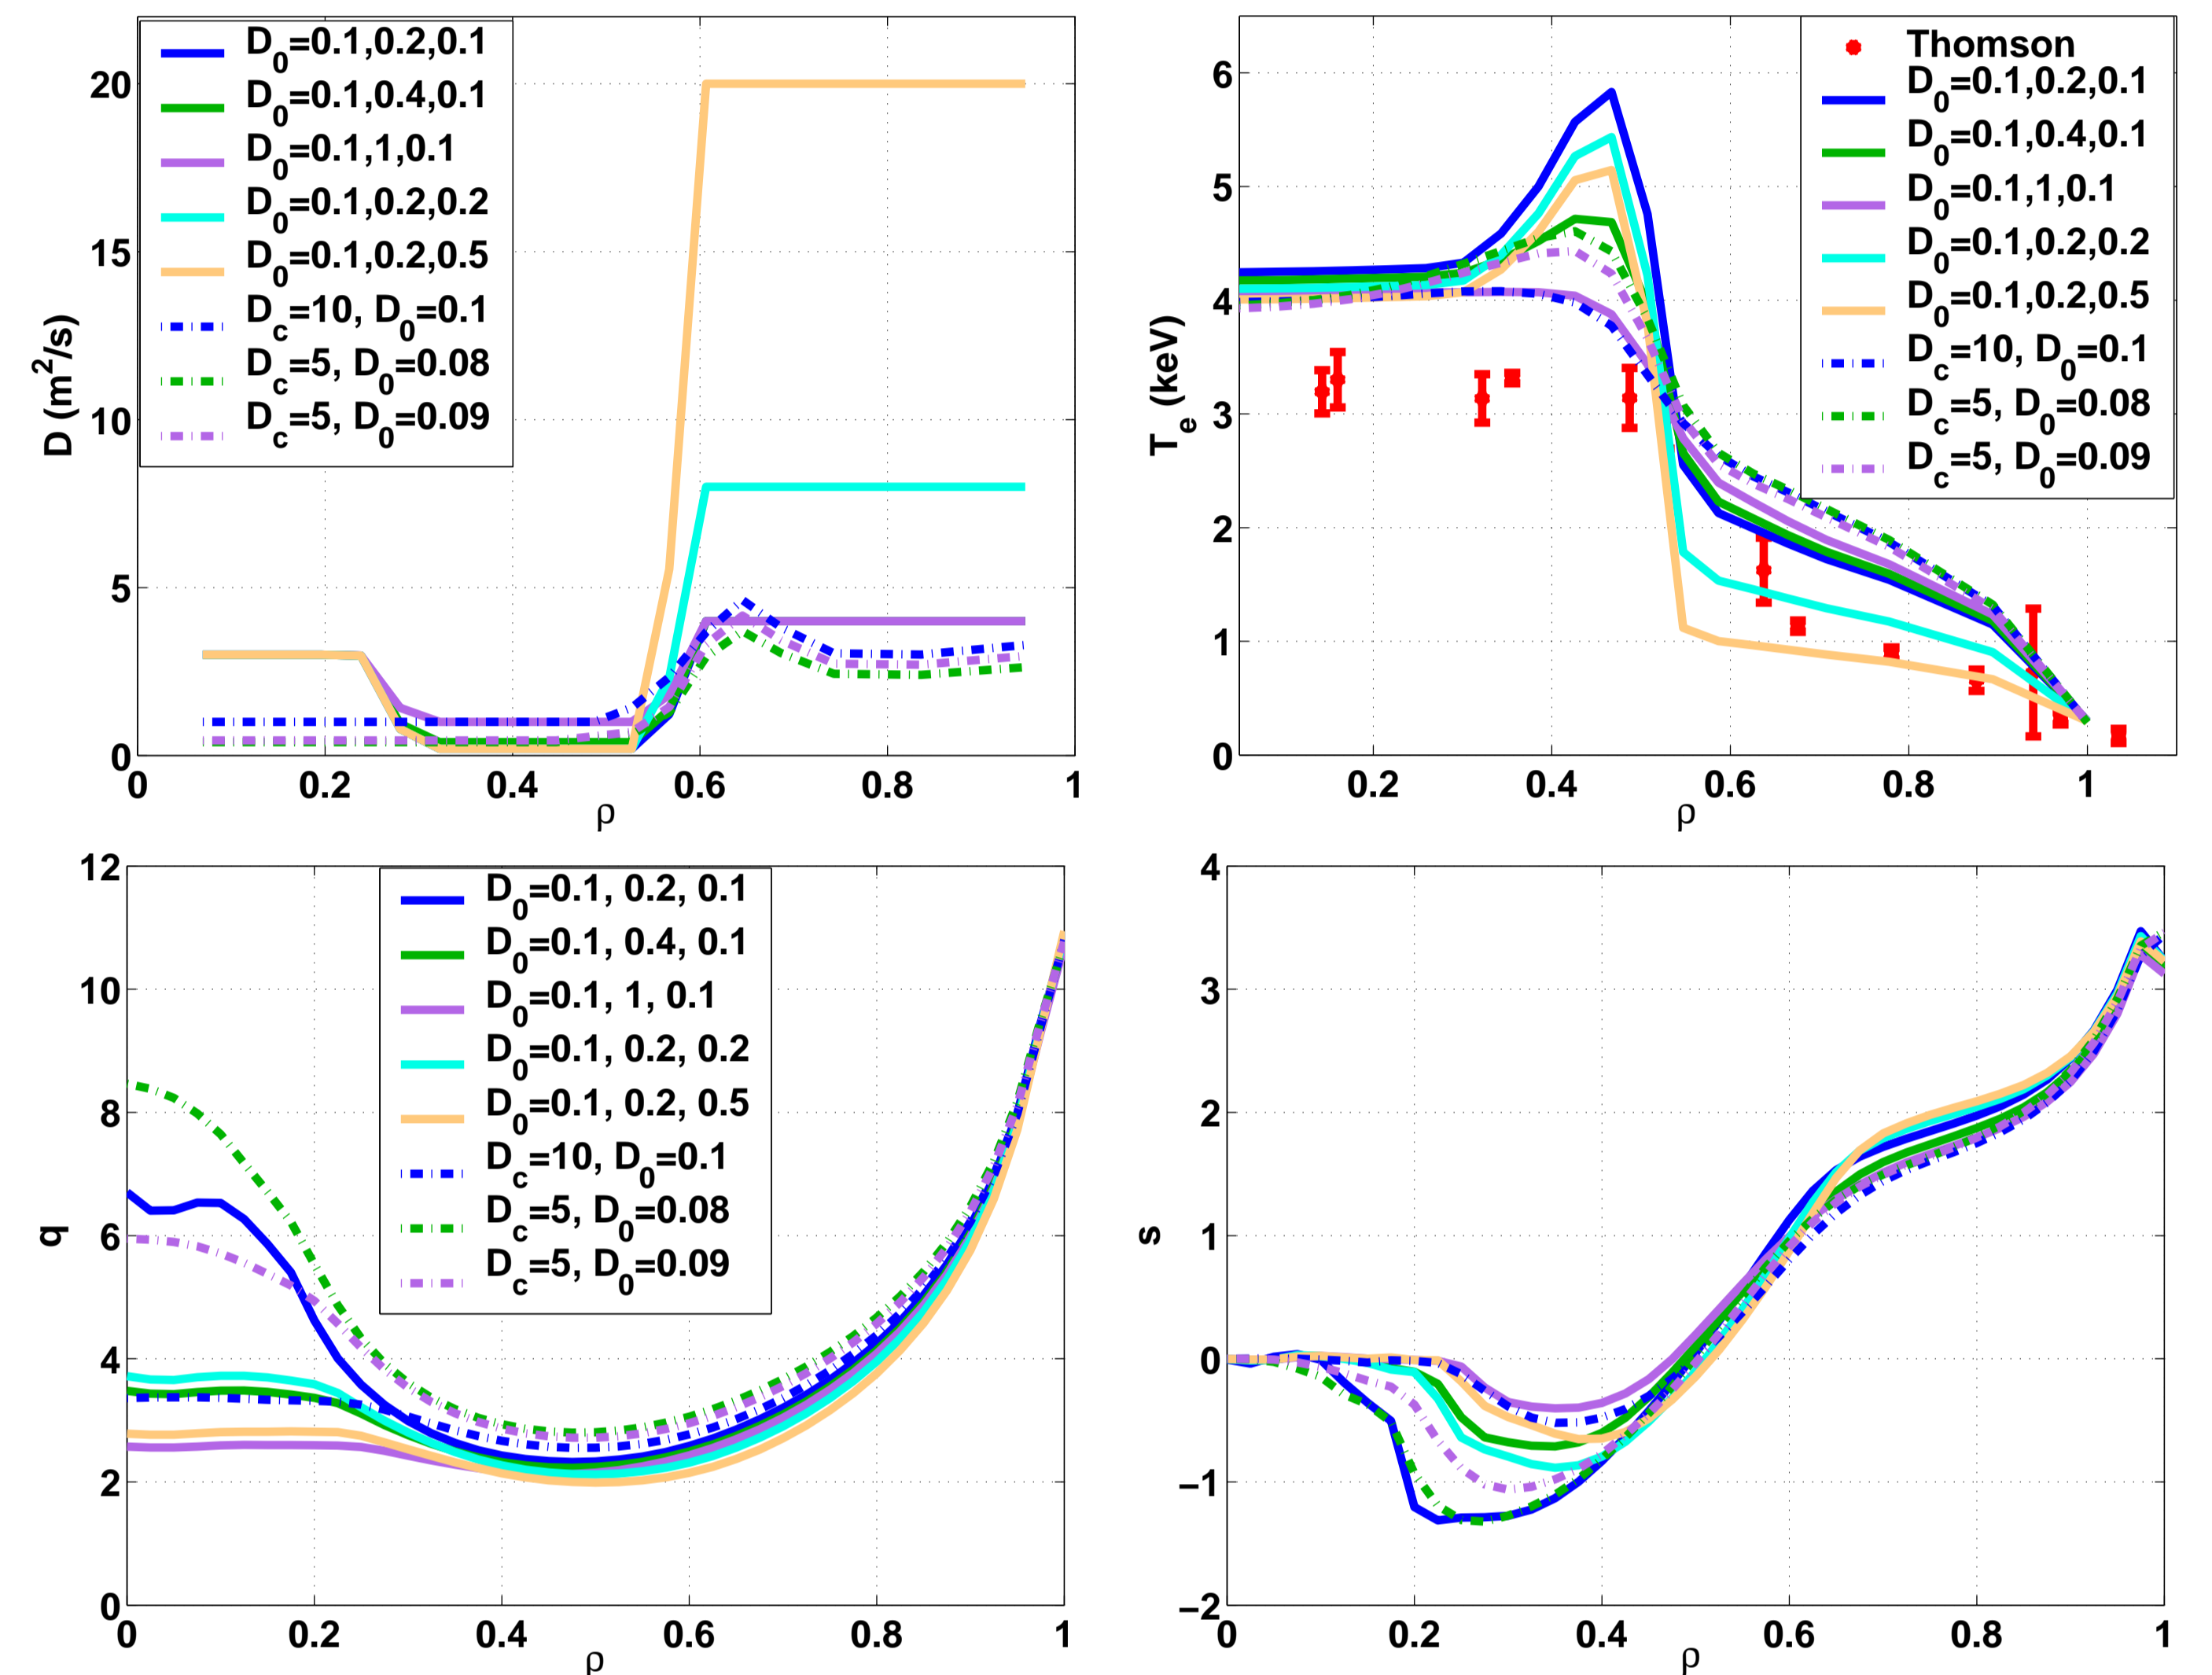 D0=0.1,0.2,0.1
D0=0.1,0.4,0.1
D0=0.1,1,0.1
D0=0.1,0.2,0.2
D0=0.1,0.2,0.5
Dc=10, D0=0.1
Dc=5, D0=0.08
Dc=5, D0=0.09
20
15
10
5
0
D (m2/s)
0 0.2 0.4 0.6 0.8 1
ρ
Thomson
D0=0.1,0.2,0.1
D0=0.1,0.4,0.1
D0=0.1,1,0.1
D0=0.1,0.2,0.2
D0=0.1,0.2,0.5
Dc=10, D0=0.1
Dc=5, D0=0.08
Dc=5, D0=0.09
6
5
4
3
2
1
0
Te (keV)
0.2 0.4 0.6 0.8 1
ρ
D0=0.1, 0.2, 0.1
D0=0.1, 0.4, 0.1
D0=0.1, 1, 0.1
D0=0.1, 0.2, 0.2
D0=0.1, 0.2, 0.5
Dc=10, D0=0.1
Dc=5, D0=0.08
Dc=5, D0=0.09
12
10
8
6
4
2
0
q
0 0.2 0.4 0.6 0.8 1
ρ
4
3
2
1
0
−1
−2
s
0 0.2 0.4 0.6 0.8 1
ρ